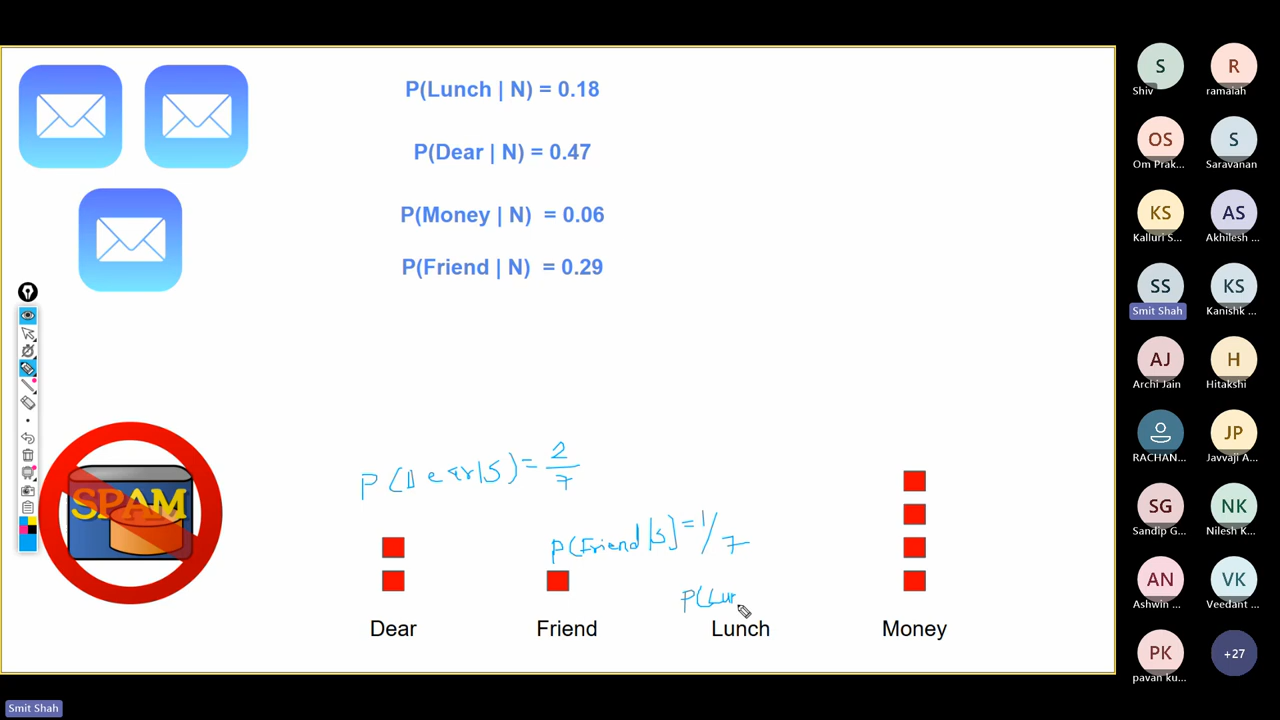 P(Lunch | N) = 0.18
P(Dear | N) = 0.47
P(Money | N) = 0.06
P(Friend | N) = 0.29
SPAM
P(Dear|S) = 2/7
P(Friend|S) = 1/7
P(Lun
Dear
Friend
Lunch
Money
S
Shiv
R
ramaiah
OS
Om Prak...
S
Saravanan
KS
Kalluri S...
AS
Akhilesh ...
SS
Smit Shah
KS
Kanishk ...
AJ
Archi Jain
H
Hitakshi
RACHAN...
JP
Javvaji A...
SG
Sandip G...
NK
Nilesh K...
AN
Ashwin ...
VK
Veedant ...
PK
pavan ku...
+27
Smit Shah